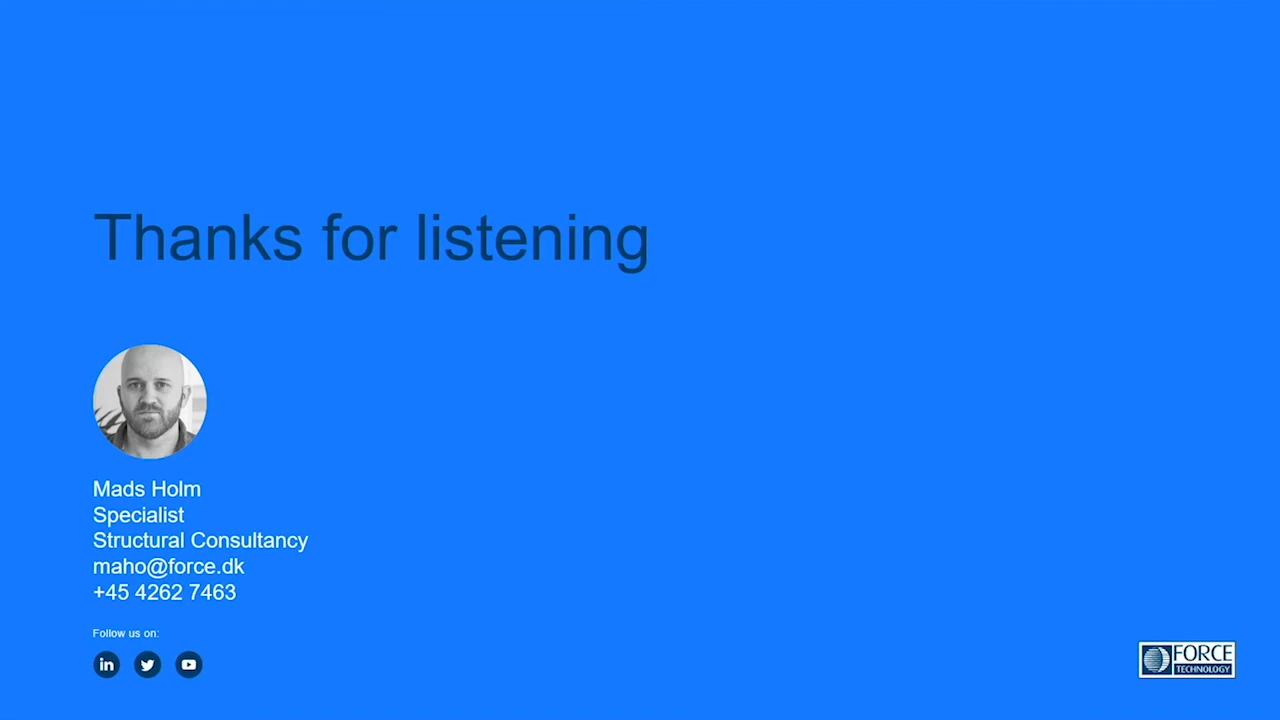 Thanks for listening
Mads Holm
Specialist
Structural Consultancy
maho@force.dk
+45 4262 7463
Follow us on:
in
FORCE
TECHNOLOGY